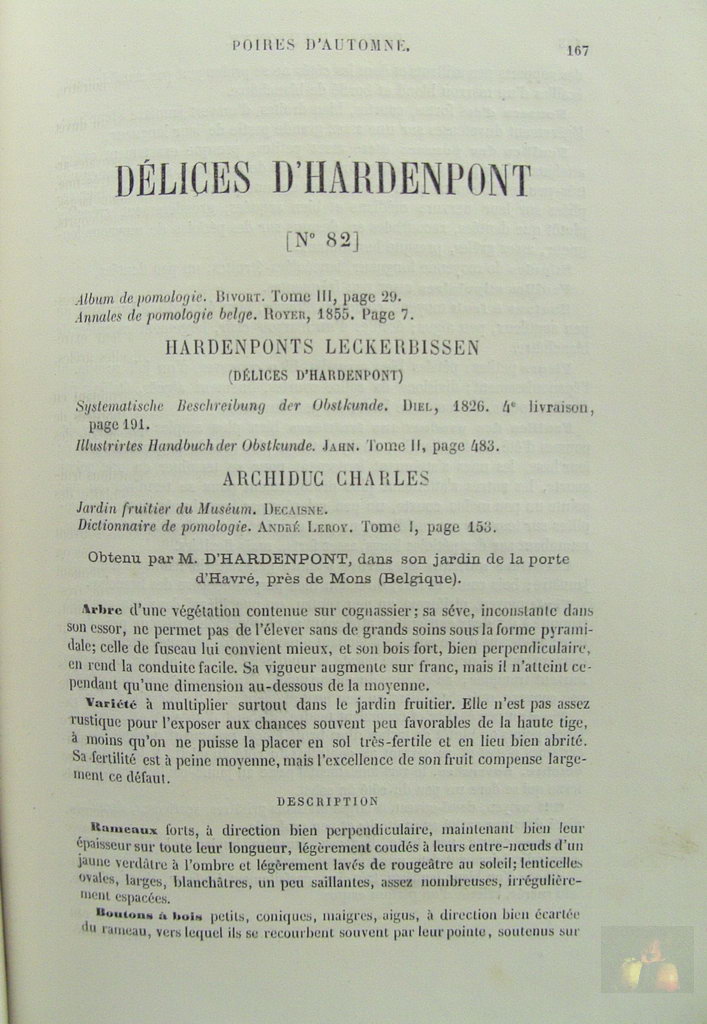 POIRES D'AUTOMNE.
167
DÉLICES D'HARDENPONT
[N° 82]
Album de pomologie. BIVORT. Tome III, page 29.
Annales de pomologie belge. ROYER, 1855. Page 7.
HARDENPONTS LECKERBISSEN
(DÉLICES D'HARDENPONT)
Systematische Beschreibung der Obstkunde. DIEL, 1826. 4e livraison,
page 191.
Illustrirtes Handbuch der Obstkunde. JAHN. Tome II, page 483.
ARCHIDUC CHARLES
Jardin fruitier du Muséum. DECAISNE.
Dictionnaire de pomologie. ANDRÉ LEROY. Tome I, page 153.
Obtenu par M. D'HARDENPONT, dans son jardin de la porte
d'Havré, près de Mons (Belgique).
Arbre d'une végétation contenue sur cognassier; sa séve, inconstante dans
son essor, ne permet pas de l'élever sans de grands soins sous la forme pyrami-
dale; celle de fuseau lui convient mieux, et son bois fort, bien perpendiculaire,
en rend la conduite facile. Sa vigueur augmente sur franc, mais il n'atteint ce-
pendant qu'une dimension au-dessous de la moyenne.
Variété à multiplier surtout dans le jardin fruitier. Elle n'est pas assez
rustique pour l'exposer aux chances souvent peu favorables de la haute tige,
à moins qu'on ne puisse la placer en sol très-fertile et en lieu bien abrité.
Sa fertilité est à peine moyenne, mais l'excellence de son fruit compense large-
ment ce défaut.
DESCRIPTION
Rameaux forts, à direction bien perpendiculaire, maintenant bien leur
épaisseur sur toute leur longueur, légèrement coudés à leurs entre-nœuds d'un
jaune verdâtre à l'ombre et légèrement lavés de rougeâtre au soleil; lenticelles
ovales, larges, blanchâtres, un peu saillantes, assez nombreuses, irrégulière-
ment espacées.
Boutons à bois petits, coniques, maigres, aigus, à direction bien écartée
du rameau, vers lequel ils se recourbent souvent par leur pointe, soutenus sur